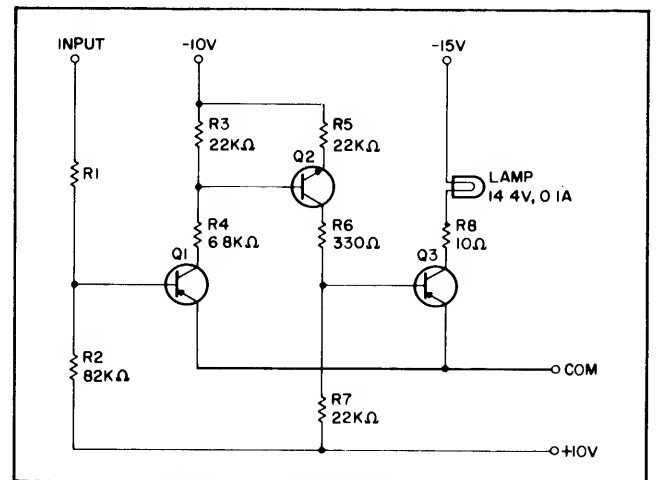 INPUT
-10V
-15V
R1
R3
22KΩ
R5
22KΩ
Q2
LAMP
14 4V, 0 1A
R4
6 8KΩ
R6
330Ω
R8
10Ω
Q1
Q3
R2
82KΩ
COM
R7
22KΩ
+10V